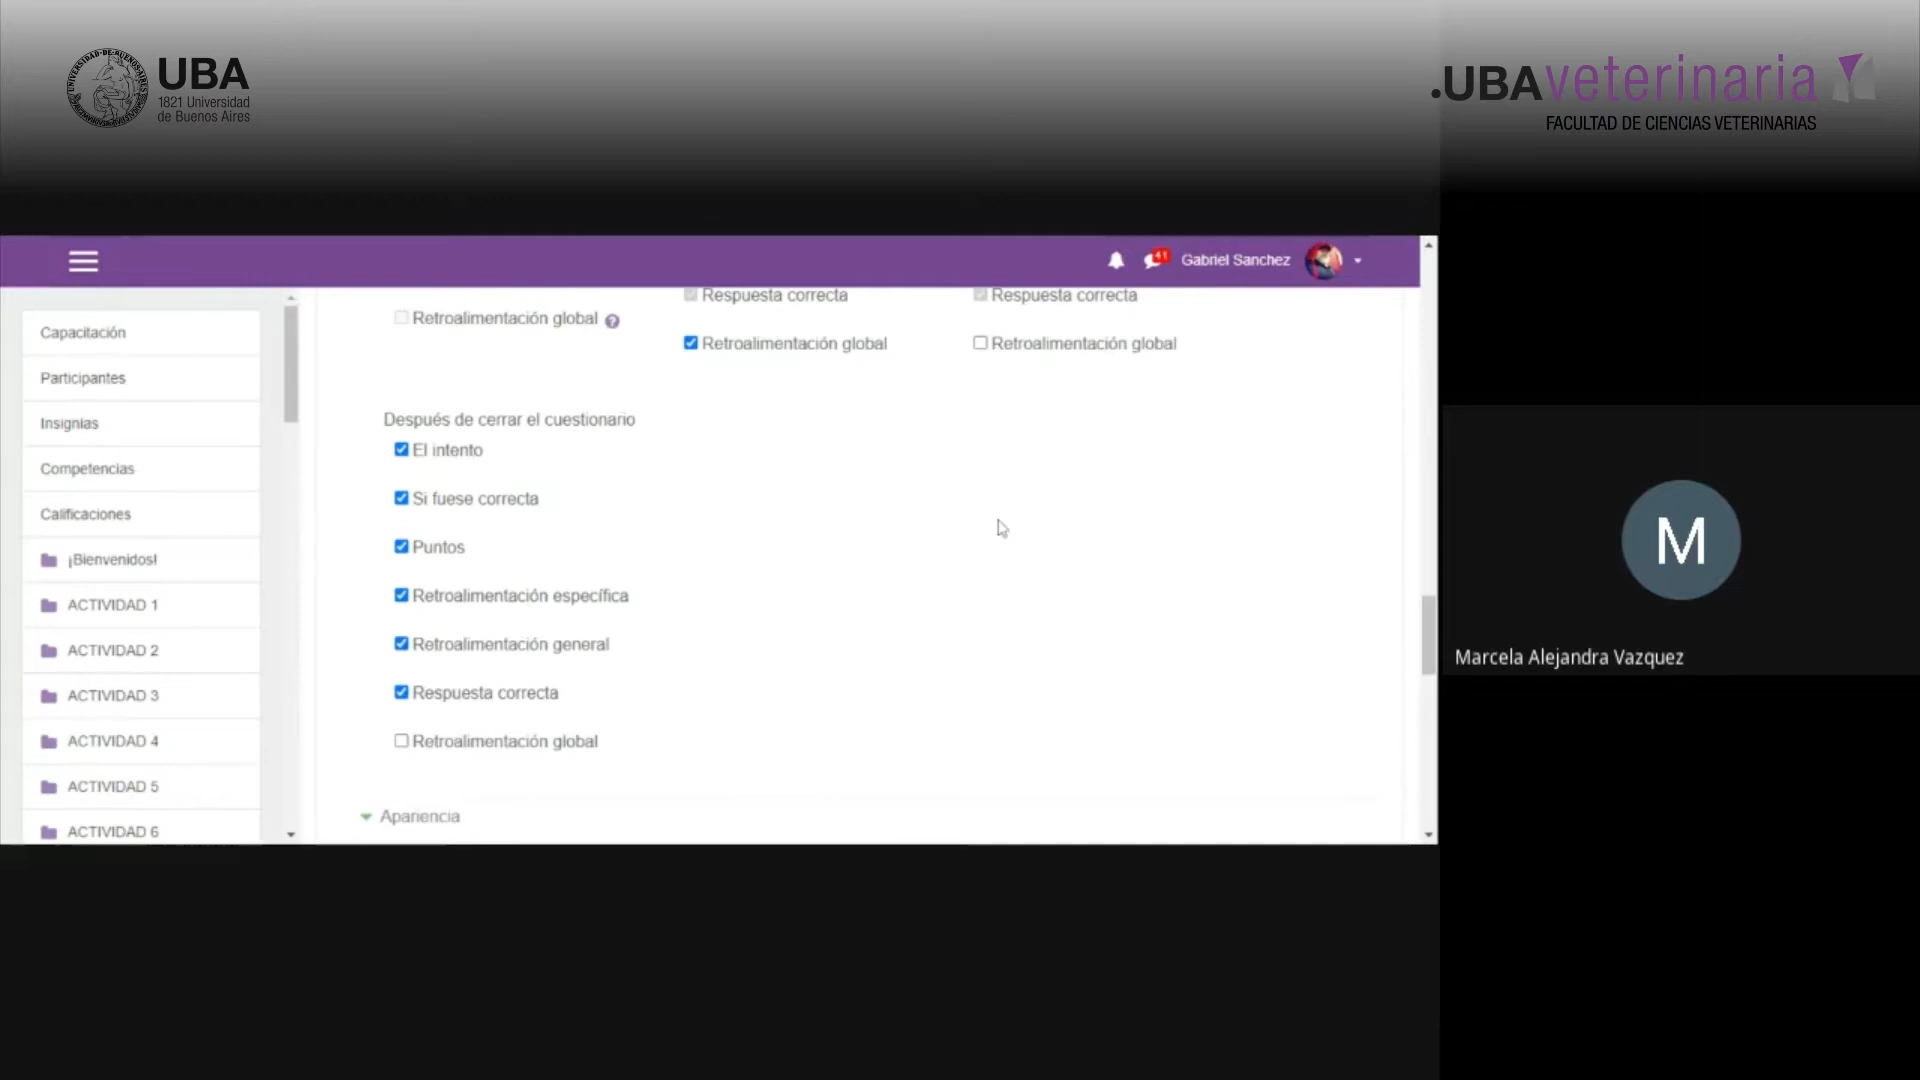 UBA
1821 Universidad
de Buenos Aires
.UBAveterinaria
FACULTAD DE CIENCIAS VETERINARIAS
41
Gabriel Sanchez
Capacitación
Participantes
Insignias
Competencias
Calificaciones
¡Bienvenidos!
ACTIVIDAD 1
ACTIVIDAD 2
ACTIVIDAD 3
ACTIVIDAD 4
ACTIVIDAD 5
ACTIVIDAD 6
Respuesta correcta
Respuesta correcta
Retroalimentación global
Retroalimentación global
Retroalimentación global
Después de cerrar el cuestionario
El intento
Si fuese correcta
Puntos
Retroalimentación específica
Retroalimentación general
Respuesta correcta
Retroalimentación global
Apariencia
M
Marcela Alejandra Vazquez